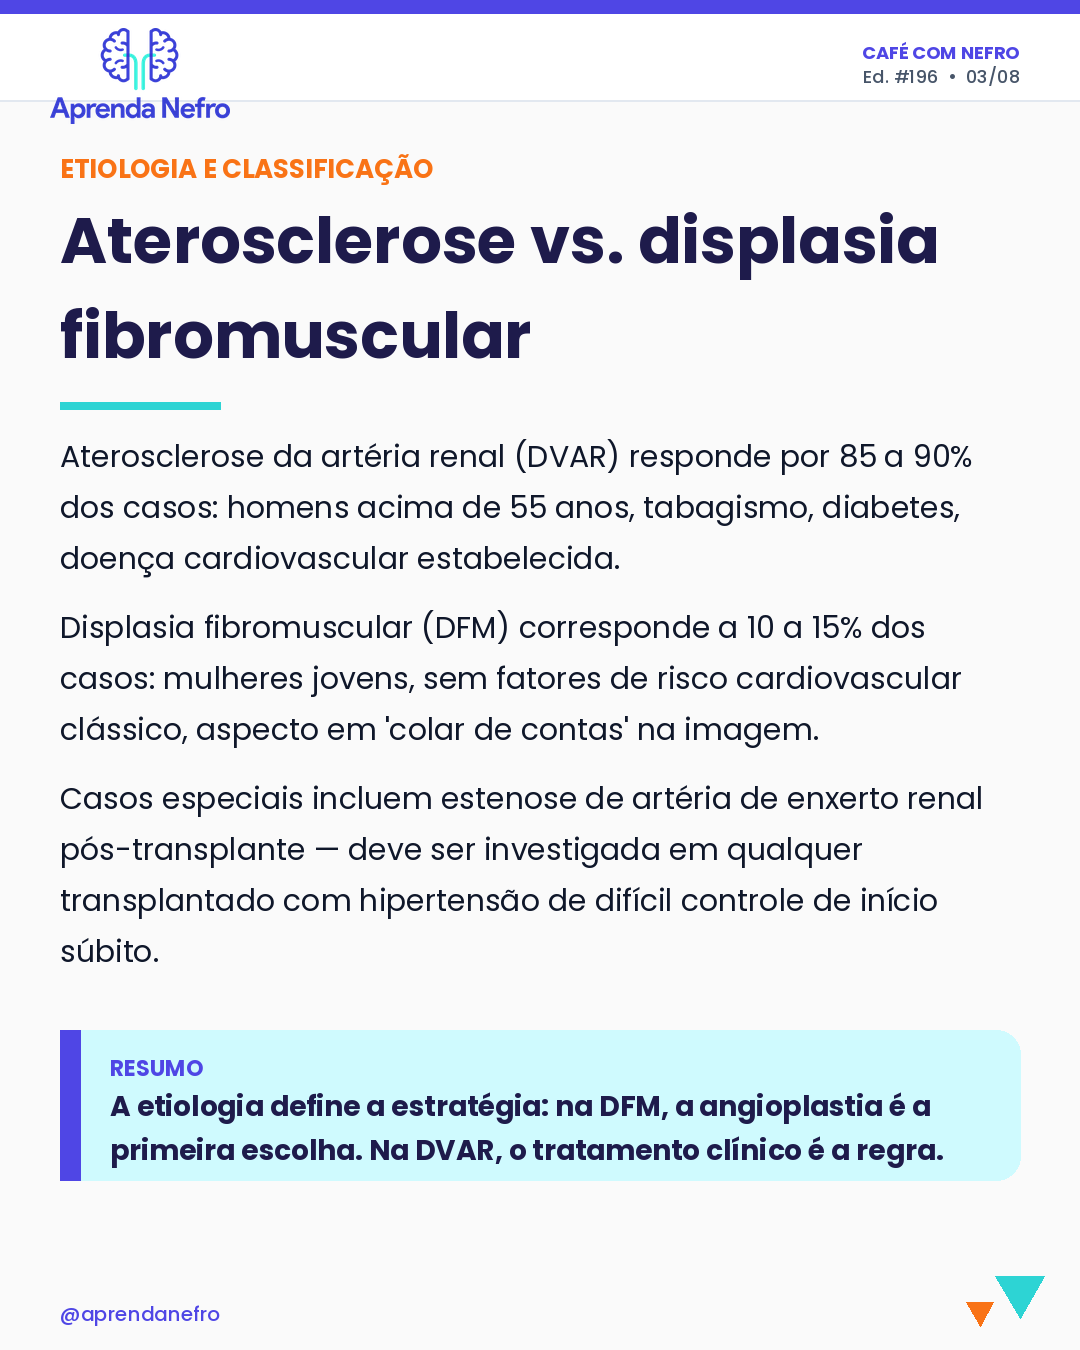 Aprenda Nefro
CAFÉ COM NEFRO
Ed. #196 • 03/08
ETIOLOGIA E CLASSIFICAÇÃO
Aterosclerose vs. displasia
fibromuscular
Aterosclerose da artéria renal (DVAR) responde por 85 a 90%
dos casos: homens acima de 55 anos, tabagismo, diabetes,
doença cardiovascular estabelecida.
Displasia fibromuscular (DFM) corresponde a 10 a 15% dos
casos: mulheres jovens, sem fatores de risco cardiovascular
clássico, aspecto em 'colar de contas' na imagem.
Casos especiais incluem estenose de artéria de enxerto renal
pós-transplante — deve ser investigada em qualquer
transplantado com hipertensão de difícil controle de início
súbito.
RESUMO
A etiologia define a estratégia: na DFM, a angioplastia é a
primeira escolha. Na DVAR, o tratamento clínico é a regra.
@aprendanefro